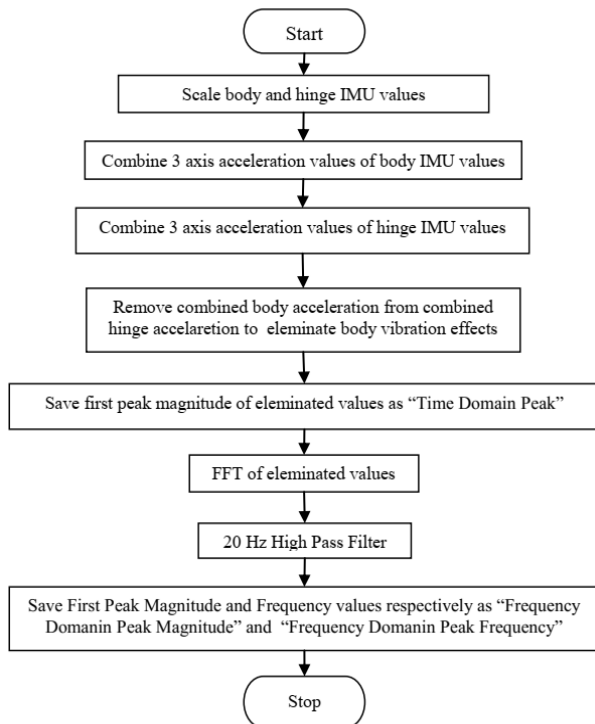 Start
Scale body and hinge IMU values
Combine 3 axis acceleration values of body IMU values
Combine 3 axis acceleration values of hinge IMU values
Remove combined body acceleration from combined
hinge accelaretion to eleminate body vibration effects
Save first peak magnitude of eleminated values as “Time Domain Peak”
FFT of eleminated values
20 Hz High Pass Filter
Save First Peak Magnitude and Frequency values respectively as “Frequency
Domanin Peak Magnitude” and “Frequency Domanin Peak Frequency”
Stop